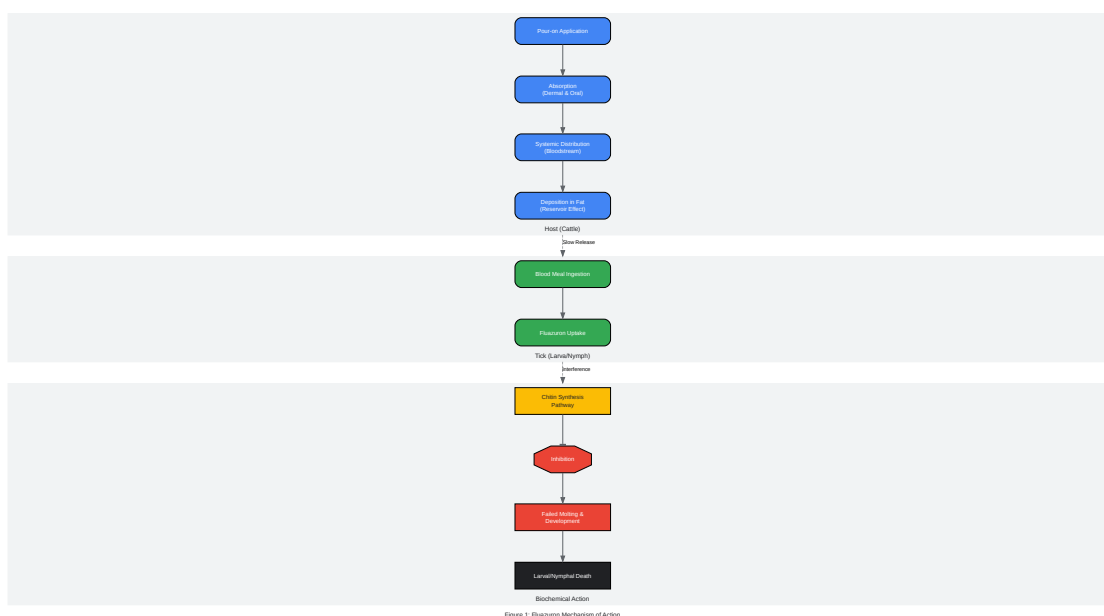 Pour-on Application
Absorption
(Dermal & Oral)
Systemic Distribution
(Bloodstream)
Deposition in Fat
(Reservoir Effect)
Host (Cattle)
Slow Release
Blood Meal Ingestion
Fluazuron Uptake
Tick (Larva/Nymph)
Interference
Chitin Synthesis
Pathway
Inhibition
Failed Molting &
Development
Larval/Nymphal Death
Biochemical Action
Figure 1: Fluazuron Mechanism of Action